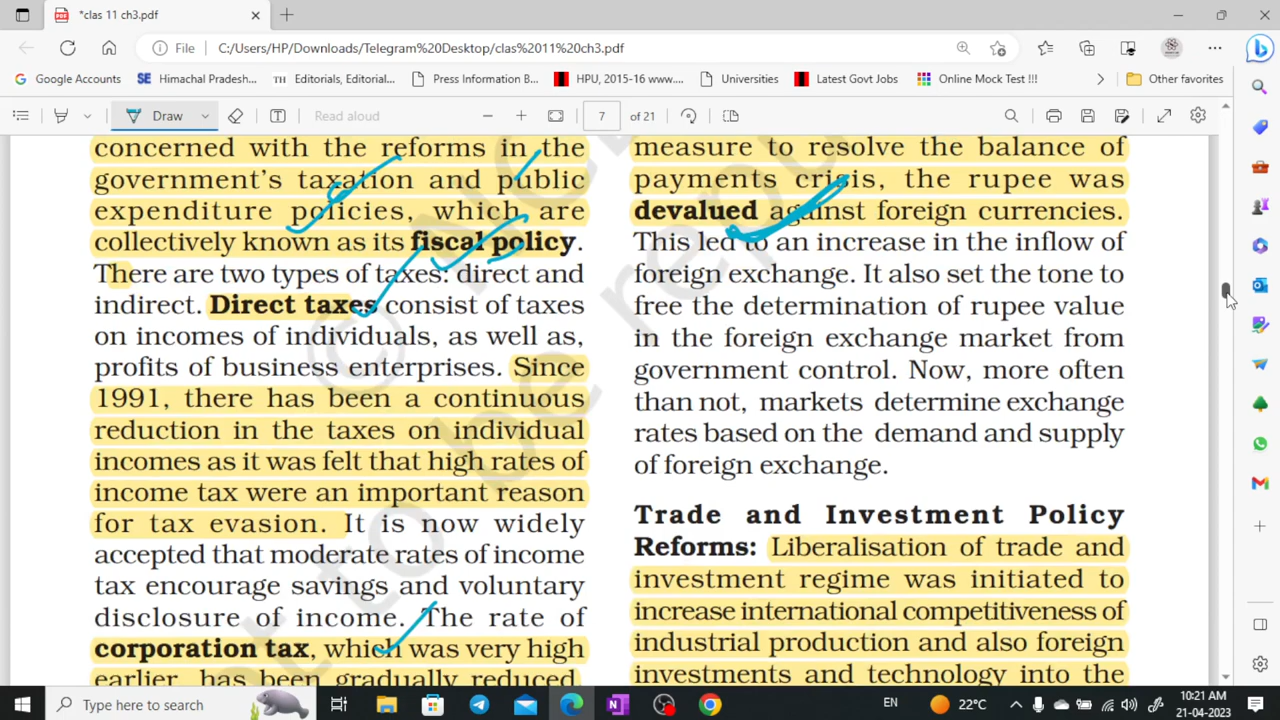 *clas 11 ch3.pdf
File
C:/Users/HP/Downloads/Telegram%20Desktop/clas%2011%20ch3.pdf
Google Accounts
SE Himachal Pradesh...
TH Editorials, Editorial...
Press Information B...
HPU, 2015-16 www....
Universities
Latest Govt Jobs
Online Mock Test !!!
Other favorites
Draw
Read aloud
7 of 21
concerned with the reforms in the
government's taxation and public
expenditure policies, which are
collectively known as its fiscal policy.
There are two types of taxes: direct and
indirect. Direct taxes consist of taxes
on incomes of individuals, as well as,
profits of business enterprises. Since
1991, there has been a continuous
reduction in the taxes on individual
incomes as it was felt that high rates of
income tax were an important reason
for tax evasion. It is now widely
accepted that moderate rates of income
tax encourage savings and voluntary
disclosure of income. The rate of
corporation tax, which was very high
earlier, has been gradually reduced.
measure to resolve the balance of
payments crisis, the rupee was
devalued against foreign currencies.
This led to an increase in the inflow of
foreign exchange. It also set the tone to
free the determination of rupee value
in the foreign exchange market from
government control. Now, more often
than not, markets determine exchange
rates based on the demand and supply
of foreign exchange.
Trade and Investment Policy
Reforms: Liberalisation of trade and
investment regime was initiated to
increase international competitiveness of
industrial production and also foreign
investments and technology into the
Type here to search
22°C
EN
10:21 AM
21-04-2023